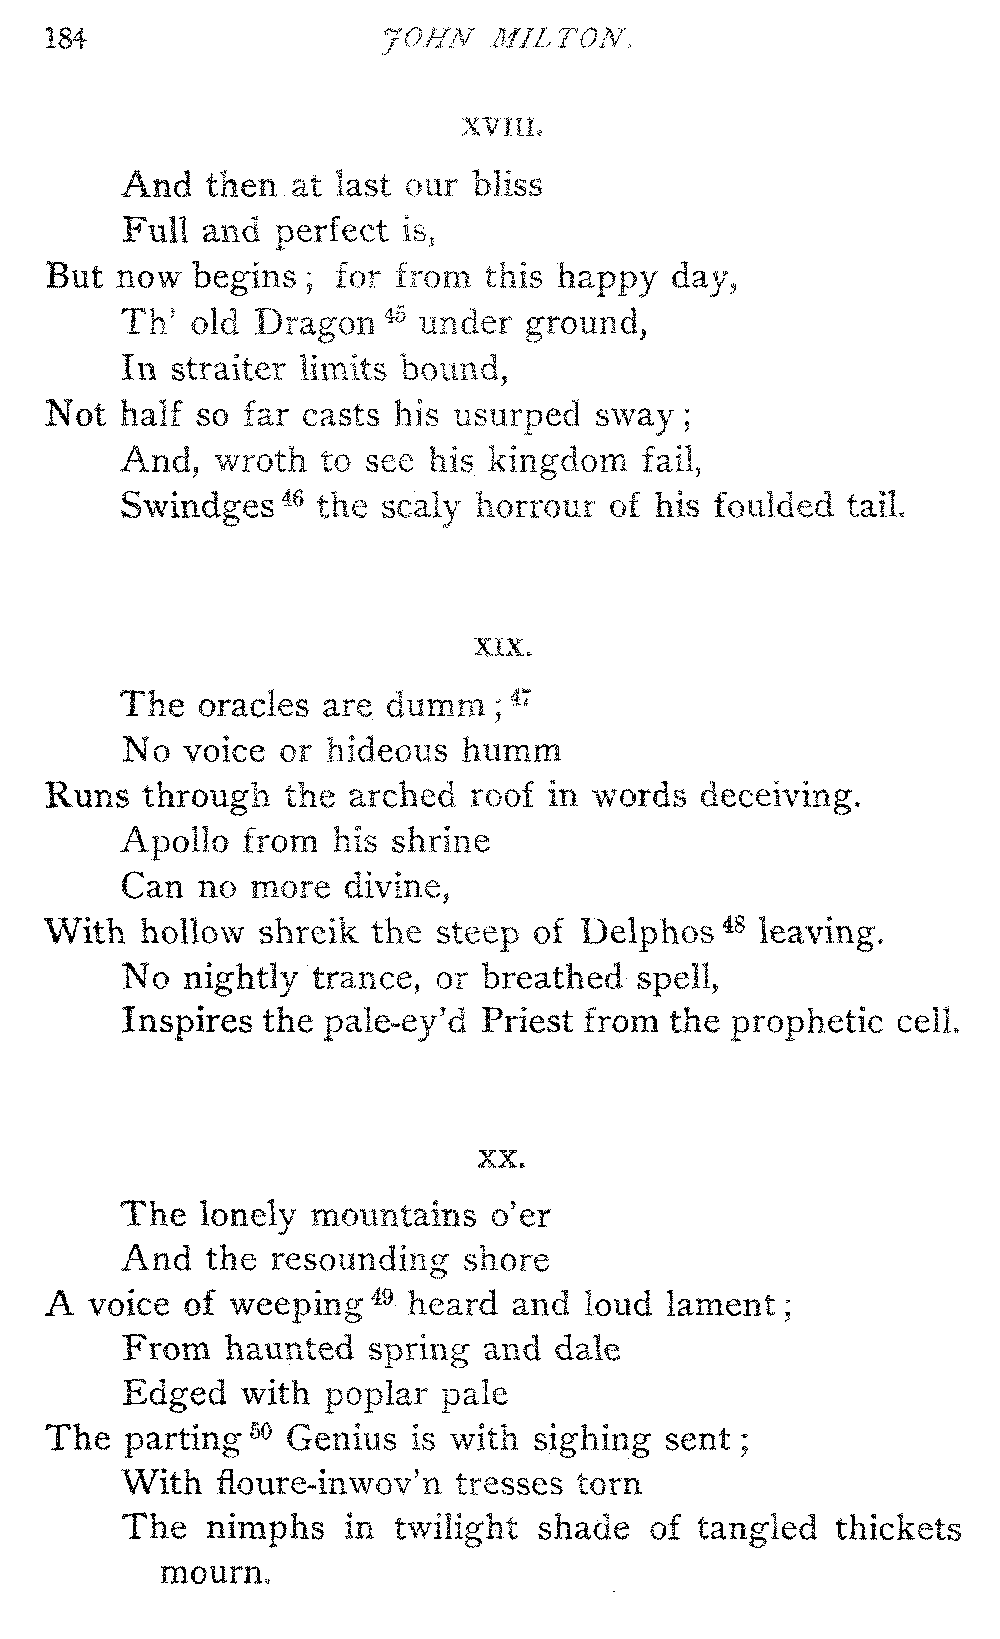 184 JOHN MILTON.
XVIII.
And then at last our bliss
Full and perfect is,
But now begins; for from this happy day,
Th' old Dragon 45 under ground,
In straiter limits bound,
Not half so far casts his usurped sway;
And, wroth to see his kingdom fail,
Swindges 46 the scaly horrour of his foulded tail.
XIX.
The oracles are dumm; 47
No voice or hideous humm
Runs through the arched roof in words deceiving.
Apollo from his shrine
Can no more divine,
With hollow shreik the steep of Delphos 48 leaving.
No nightly trance, or breathed spell,
Inspires the pale-ey'd Priest from the prophetic cell.
XX.
The lonely mountains o'er
And the resounding shore
A voice of weeping 49 heard and loud lament;
From haunted spring and dale
Edged with poplar pale
The parting 50 Genius is with sighing sent;
With floure-inwov'n tresses torn
The nimphs in twilight shade of tangled thickets
mourn.